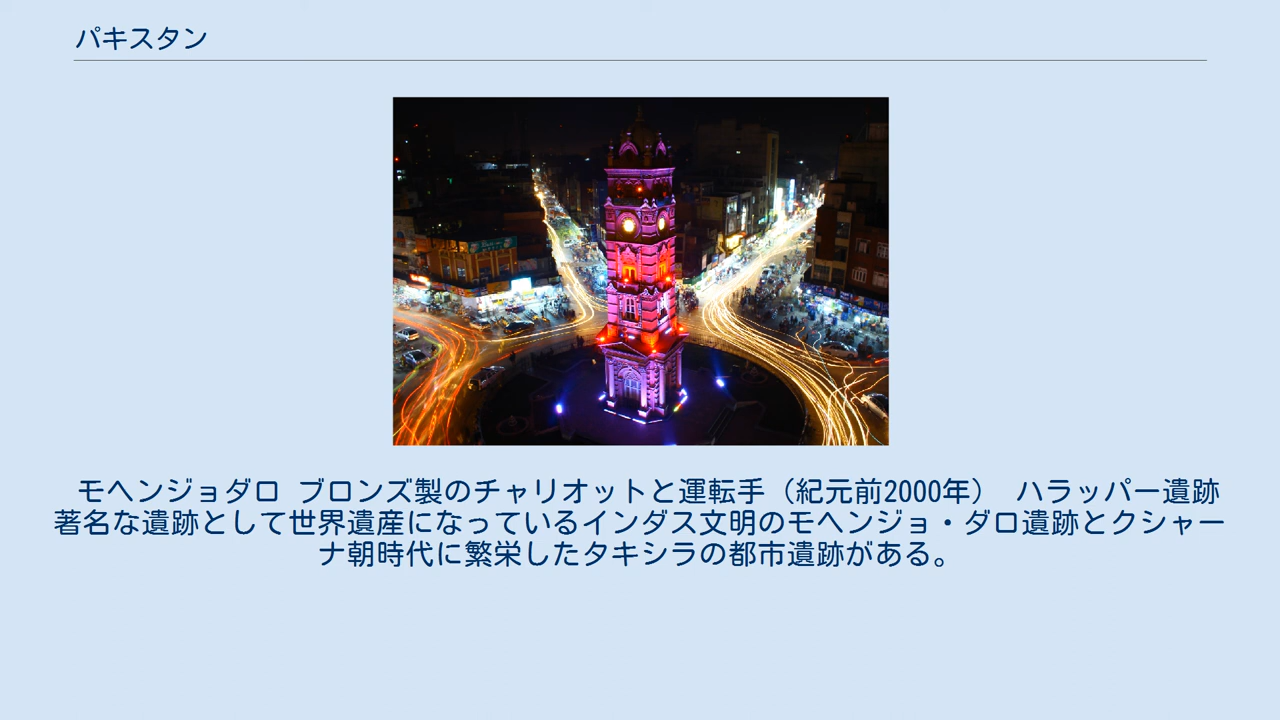 パキスタン
モヘンジョダロ ブロンズ製のチャリオットと運転手（紀元前2000年） ハラッパー遺跡
著名な遺跡として世界遺産になっているインダス文明のモヘンジョ・ダロ遺跡とクシャー
ナ朝時代に繁栄したタキシラの都市遺跡がある。